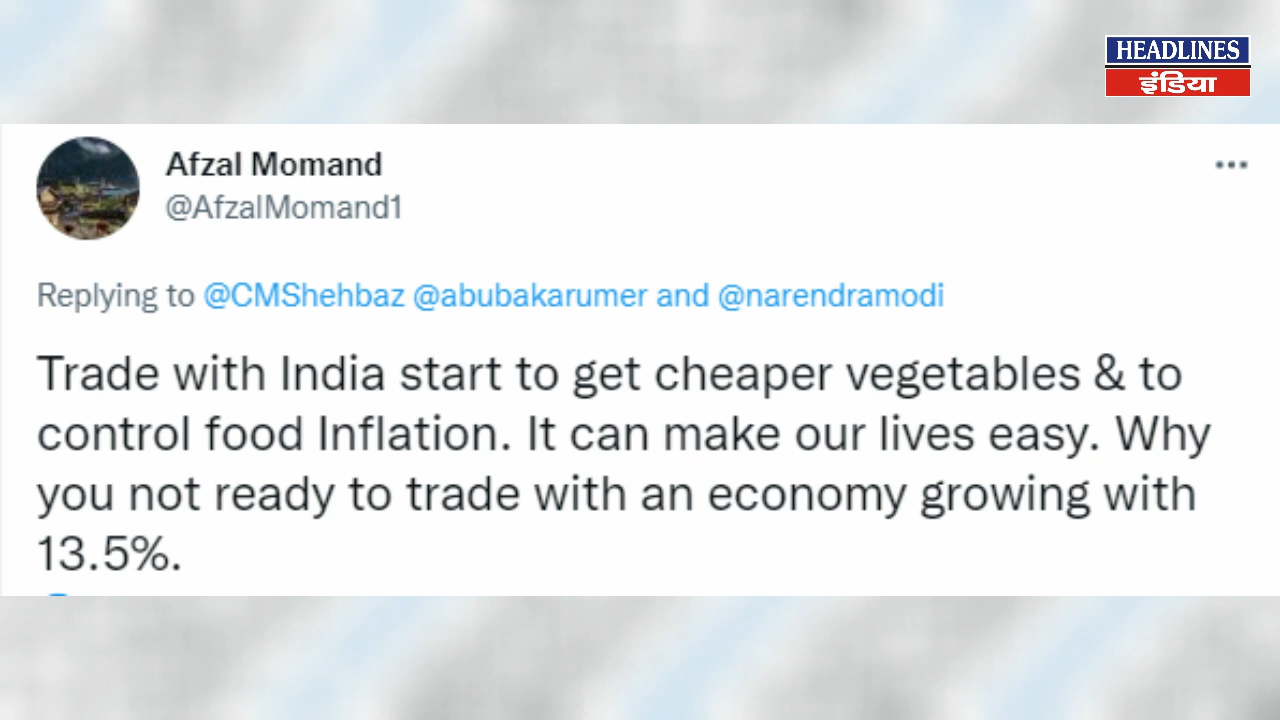 HEADLINES
इंडिया
Afzal Momand
@AfzalMomand1
Replying to @CMShehbaz @abubakarumer and @narendramodi
Trade with India start to get cheaper vegetables & to
control food Inflation. It can make our lives easy. Why
you not ready to trade with an economy growing with
13.5%.